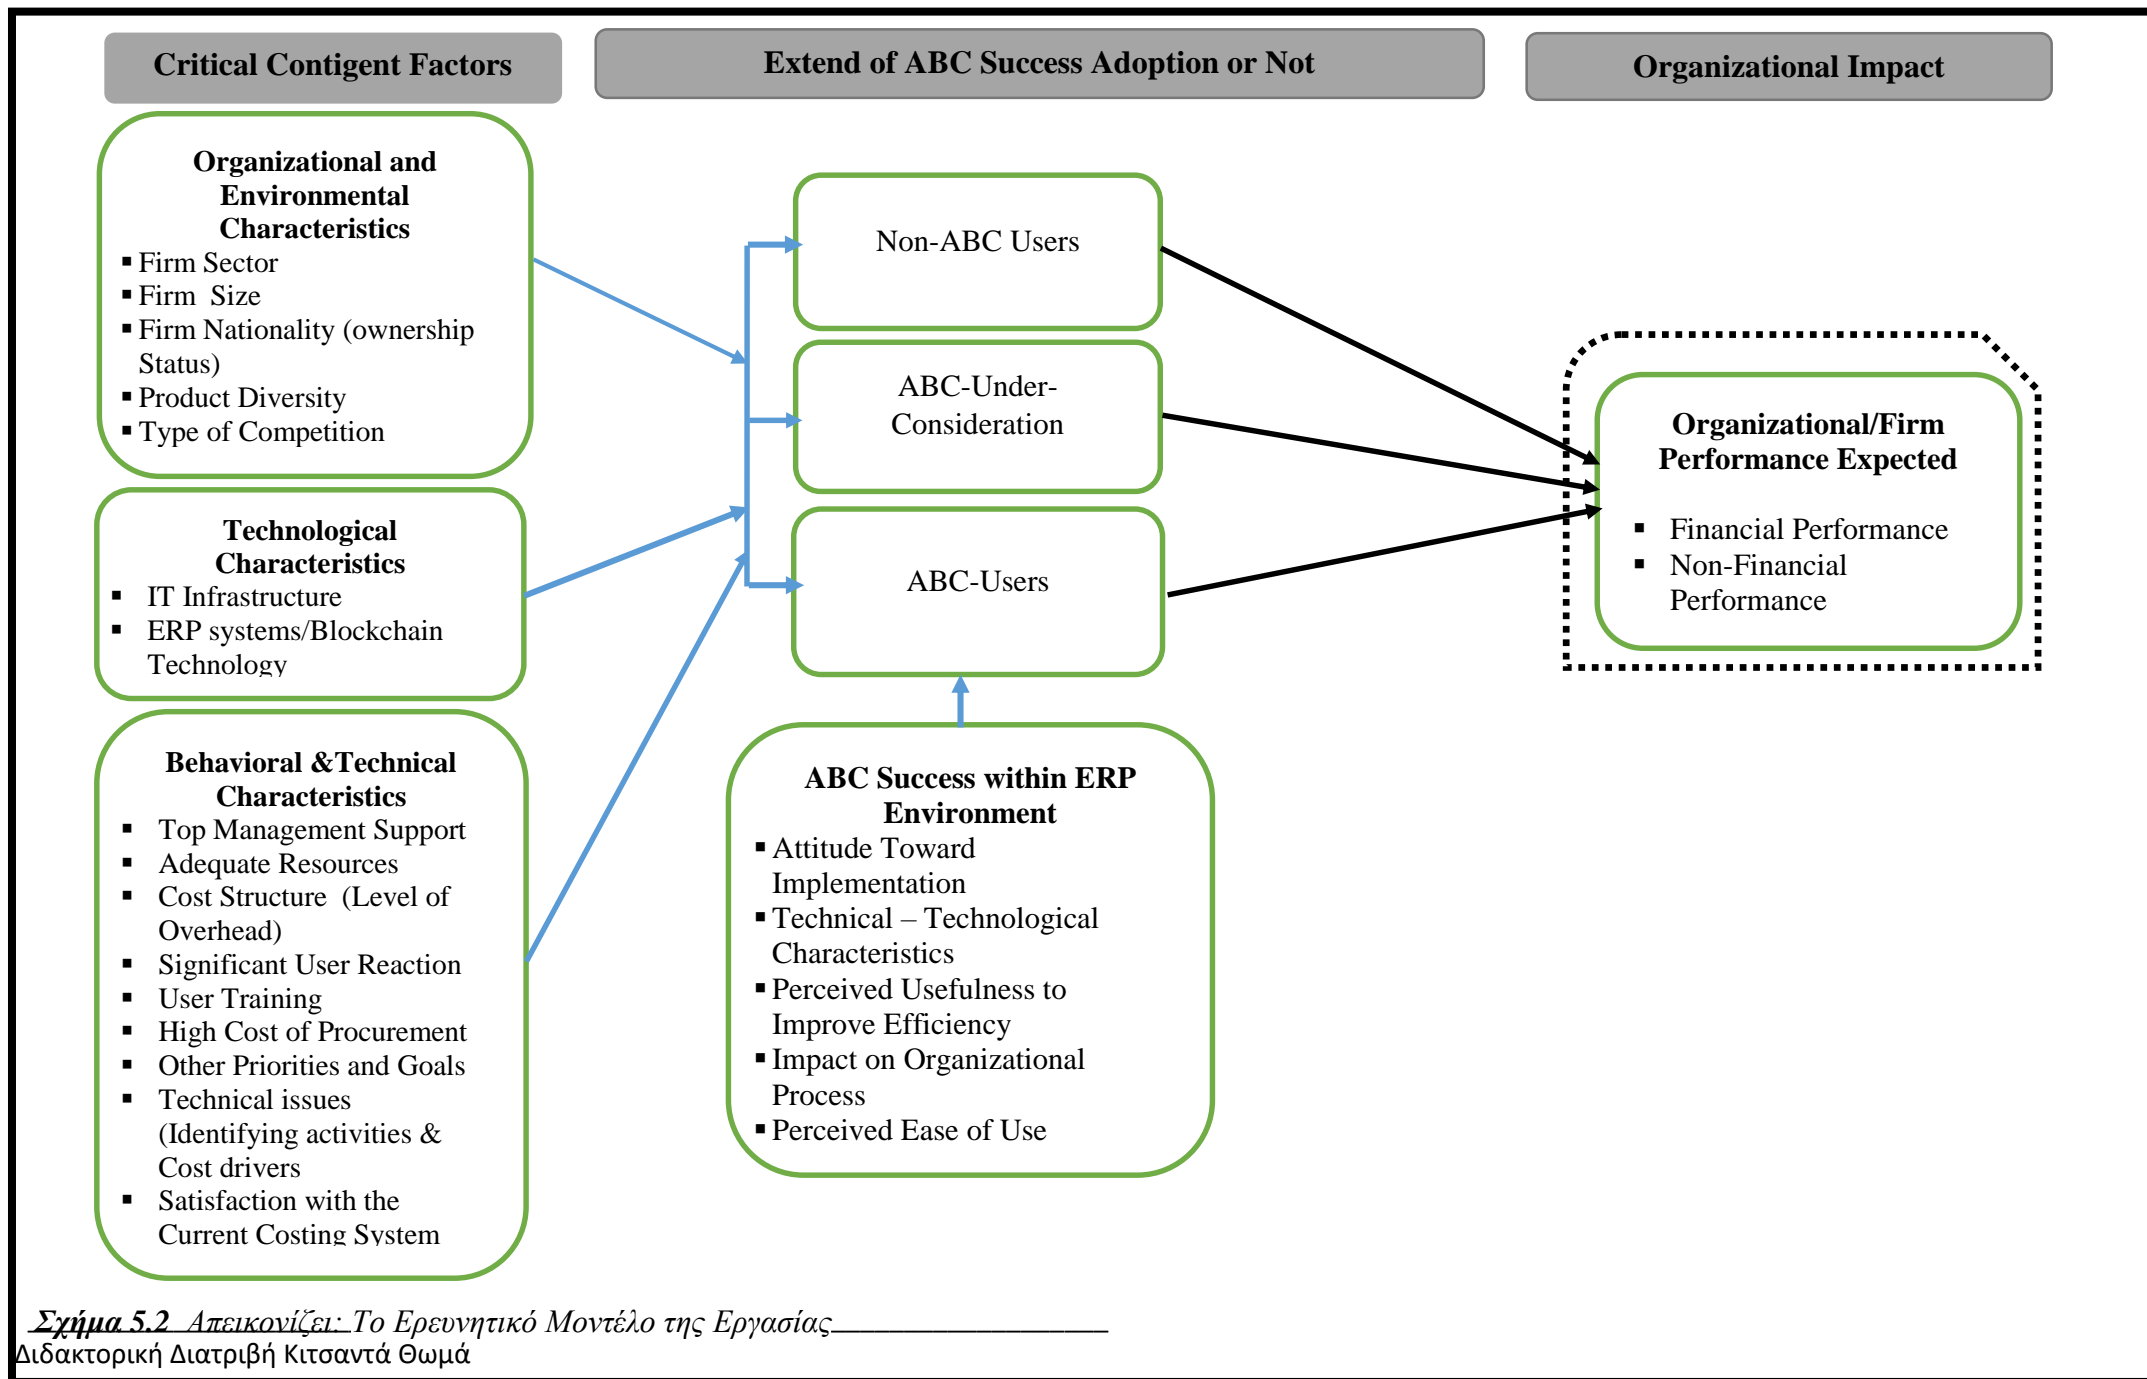 Critical Contigent Factors
Extend of ABC Success Adoption or Not
Organizational Impact
Organizational and
Environmental
Characteristics
▪ Firm Sector
▪ Firm Size
▪ Firm Nationality (ownership
Status)
▪ Product Diversity
▪ Type of Competition
Technological
Characteristics
▪ IT Infrastructure
▪ ERP systems/Blockchain
Technology
Behavioral &Technical
Characteristics
▪ Top Management Support
▪ Adequate Resources
▪ Cost Structure (Level of
Overhead)
▪ Significant User Reaction
▪ User Training
▪ High Cost of Procurement
▪ Other Priorities and Goals
▪ Technical issues
(Identifying activities &
Cost drivers
▪ Satisfaction with the
Current Costing System
Non-ABC Users
ABC-Under-
Consideration
ABC-Users
ABC Success within ERP
Environment
▪ Attitude Toward
Implementation
▪ Technical – Technological
Characteristics
▪ Perceived Usefulness to
Improve Efficiency
▪ Impact on Organizational
Process
▪ Perceived Ease of Use
Organizational/Firm
Performance Expected
▪ Financial Performance
▪ Non-Financial
Performance
Σχήμα 5.2 Απεικονίζει: Το Ερευνητικό Μοντέλο της Εργασίας
Διδακτορική Διατριβή Κιτσαντά Θωμά